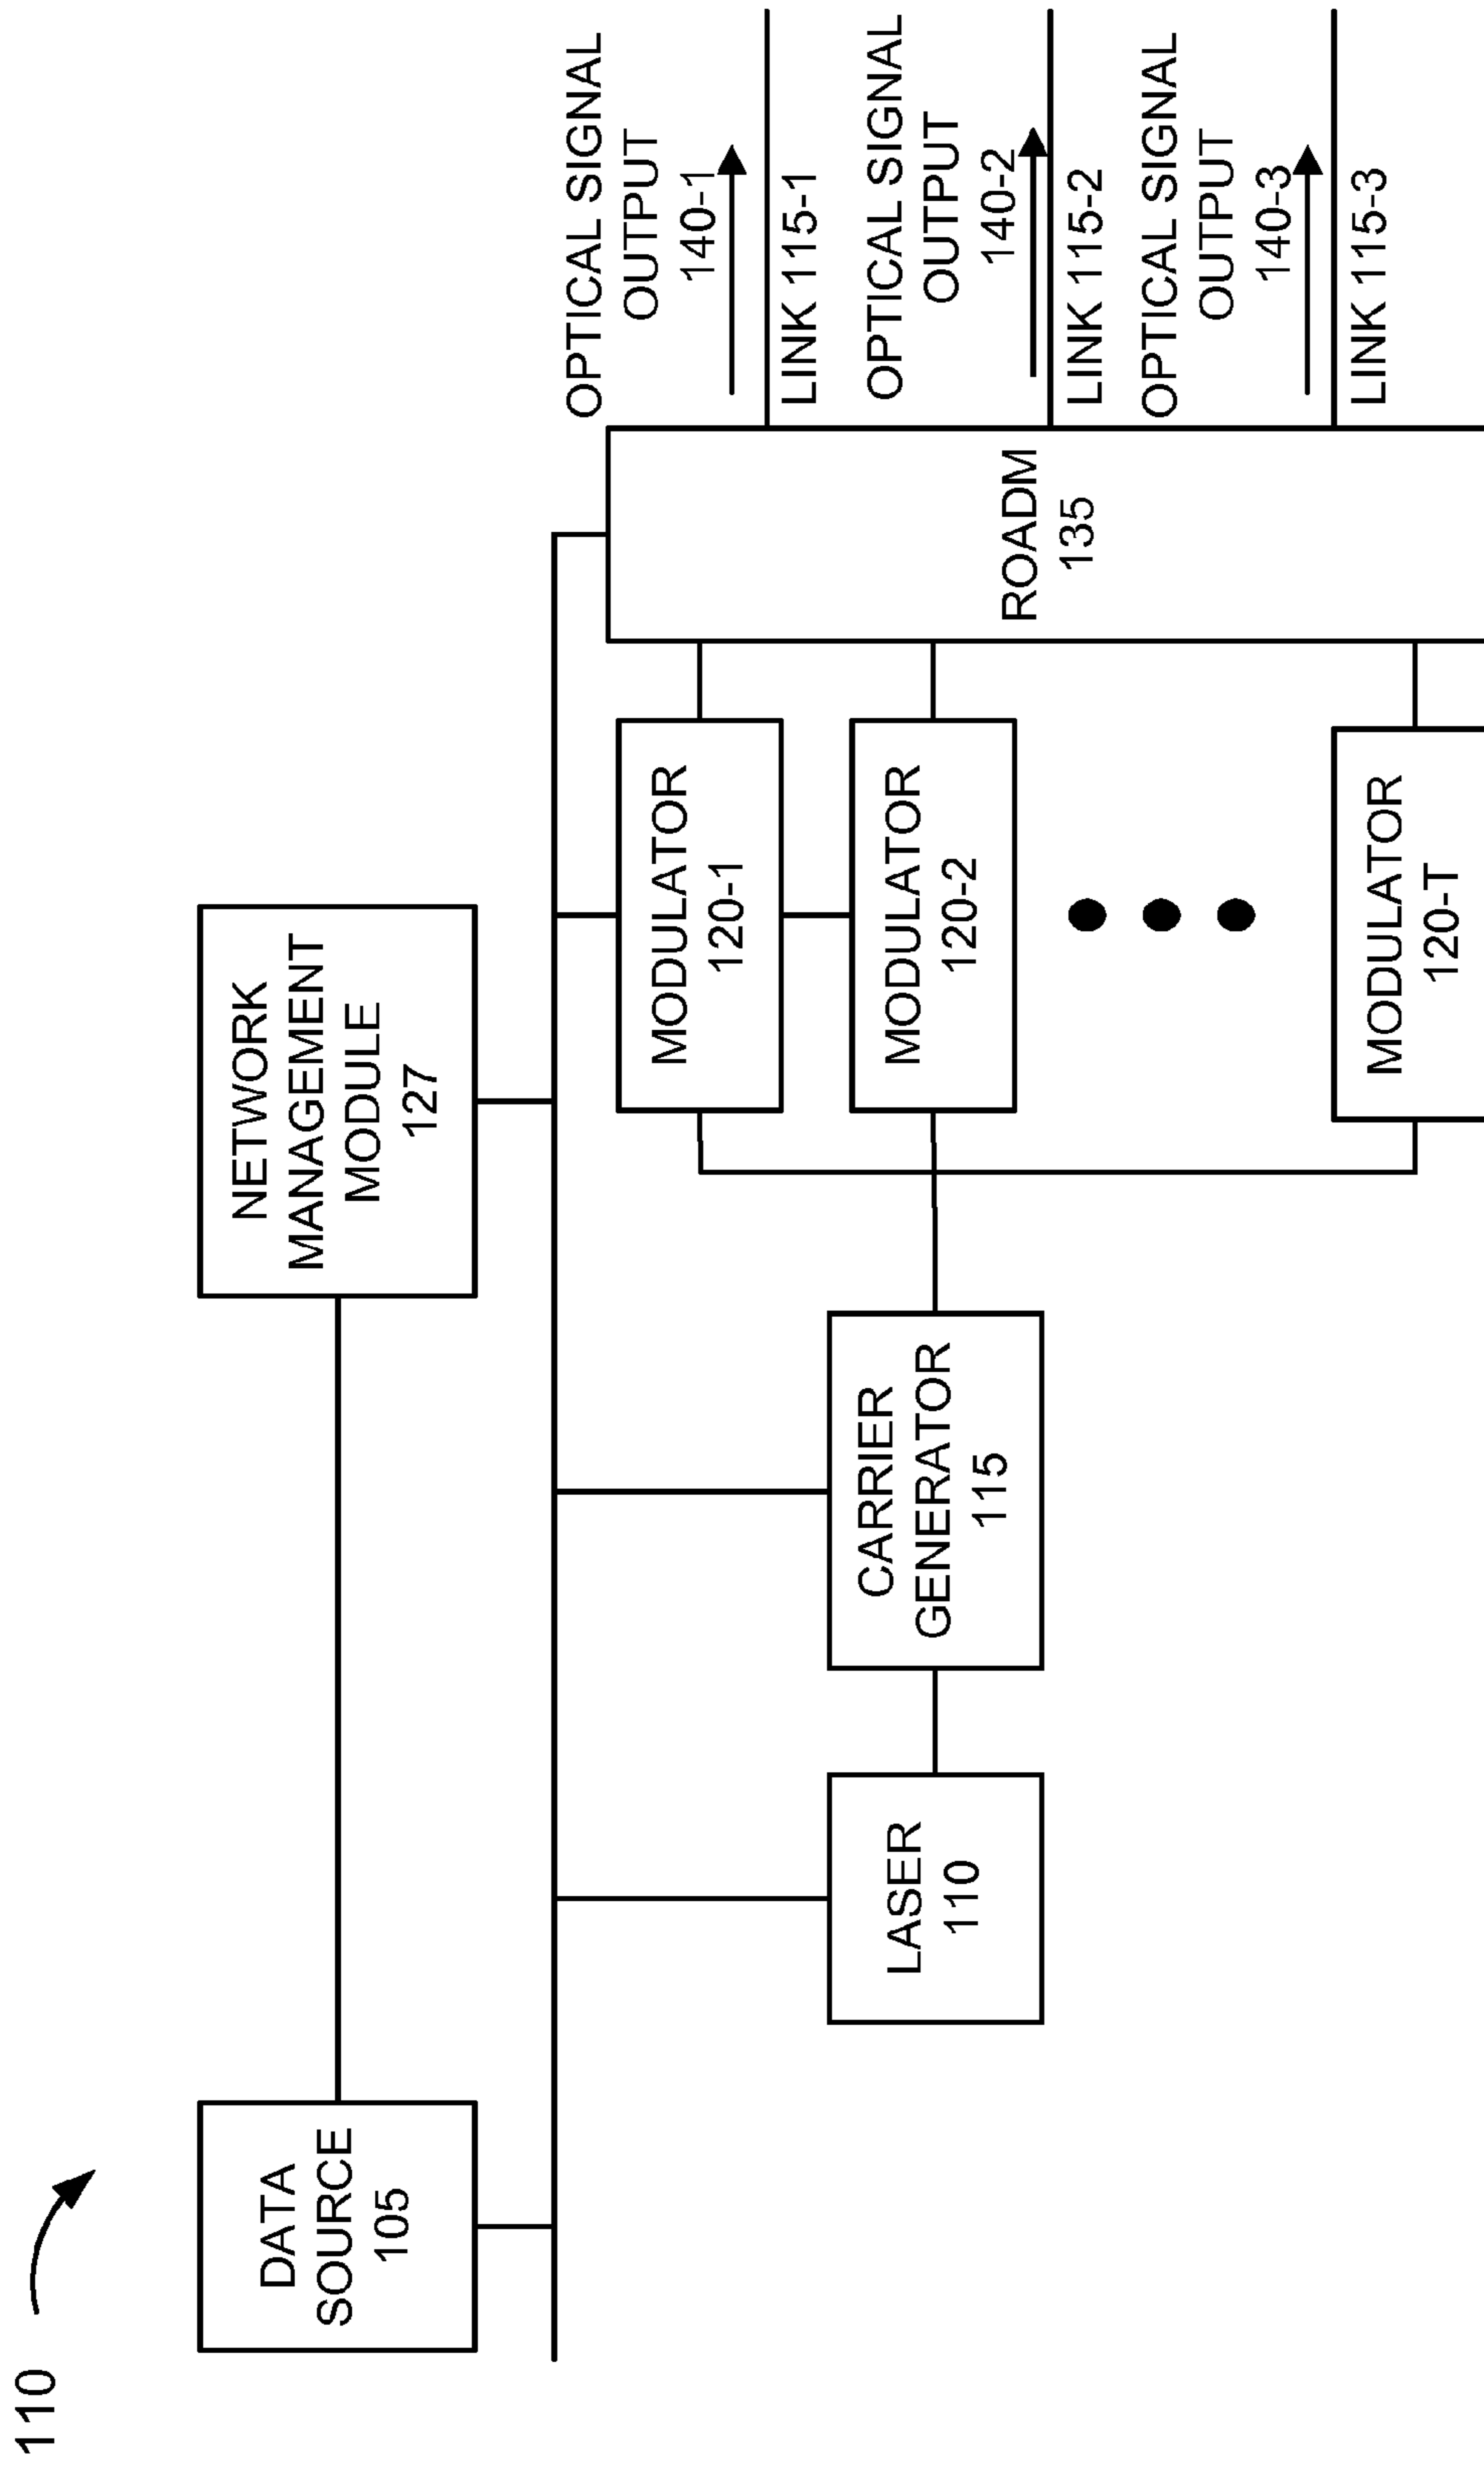 110
DATA
SOURCE
105
NETWORK
MANAGEMENT
MODULE
127
LASER
110
CARRIER
GENERATOR
115
MODULATOR
120-1
MODULATOR
120-2
MODULATOR
120-T
ROADM
135
OPTICAL SIGNAL
OUTPUT
140-1
LINK 115-1
OPTICAL SIGNAL
OUTPUT
140-2
LINK 115-2
OPTICAL SIGNAL
OUTPUT
140-3
LINK 115-3